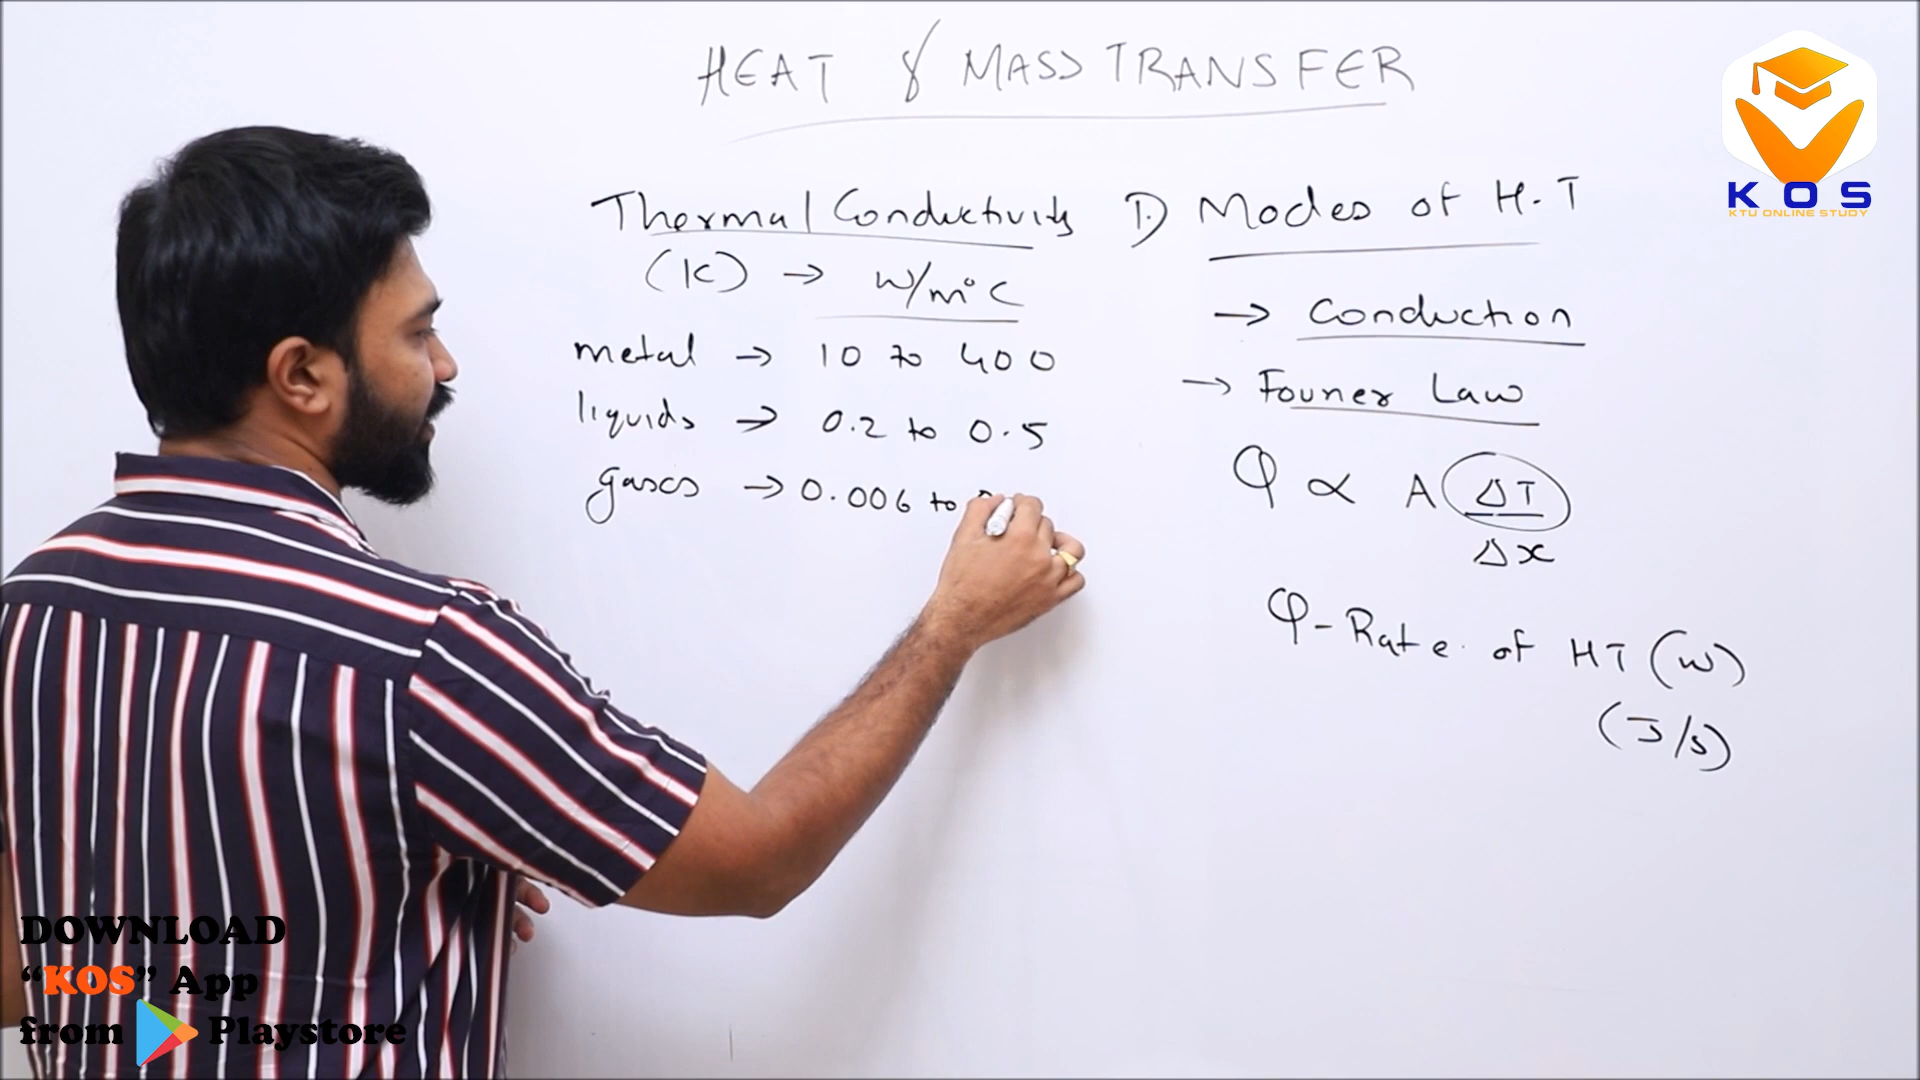 HEAT & MASS TRANSFER
KOS
KTU ONLINE STUDY
Thermal Conductivity
(K) → W/m°C
metal → 10 to 400
liquids → 0.2 to 0.5
gases → 0.006 to
1) Modes of H.T
→ Conduction
→ Fourier Law
Q ∝ A ΔT
Δx
Q - Rate of HT (W)
(J/s)
DOWNLOAD
“KOS” App
from Playstore